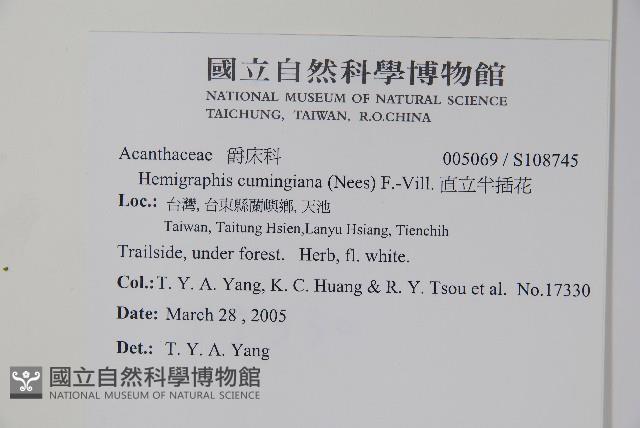 國立自然科學博物館
NATIONAL MUSEUM OF NATURAL SCIENCE
TAICHUNG, TAIWAN, R.O.CHINA
Acanthaceae 爵床科 005069 / S108745
Hemigraphis cumingiana (Nees) F.-Vill. 直立半插花
Loc.: 台灣, 台東縣蘭嶼鄉, 天池
Taiwan, Taitung Hsien,Lanyu Hsiang, Tienchih
Trailside, under forest. Herb, fl. white.
Col.: T. Y. A. Yang, K. C. Huang & R. Y. Tsou et al. No.17330
Date: March 28 , 2005
Det.: T. Y. A. Yang
國立自然科學博物館
NATIONAL MUSEUM OF NATURAL SCIENCE